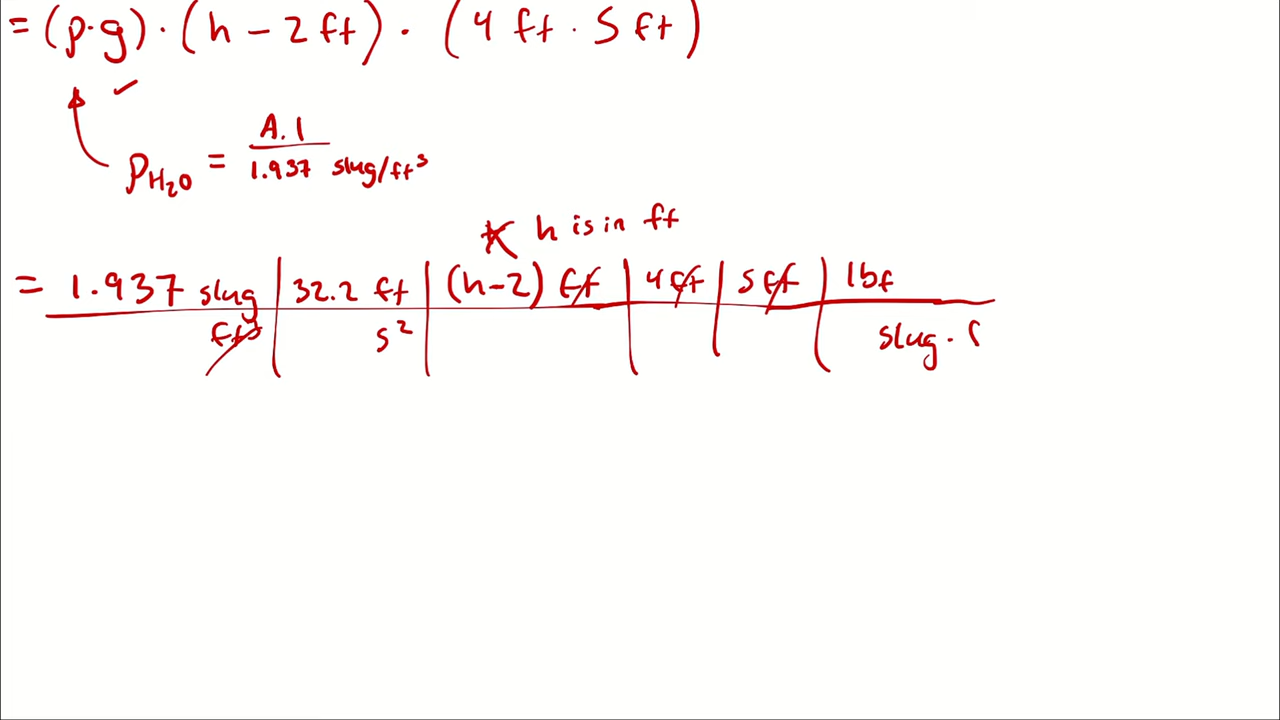 = (ρ·g) · (h - 2 ft) · (4 ft · 5 ft)
ρH₂O = A.1
1.937 slug/ft³
* h is in ft
= 1.937 slug | 32.2 ft | (h-2) ft | 4 ft | 5 ft | lbf
ft³ | s² | | | | slug ·